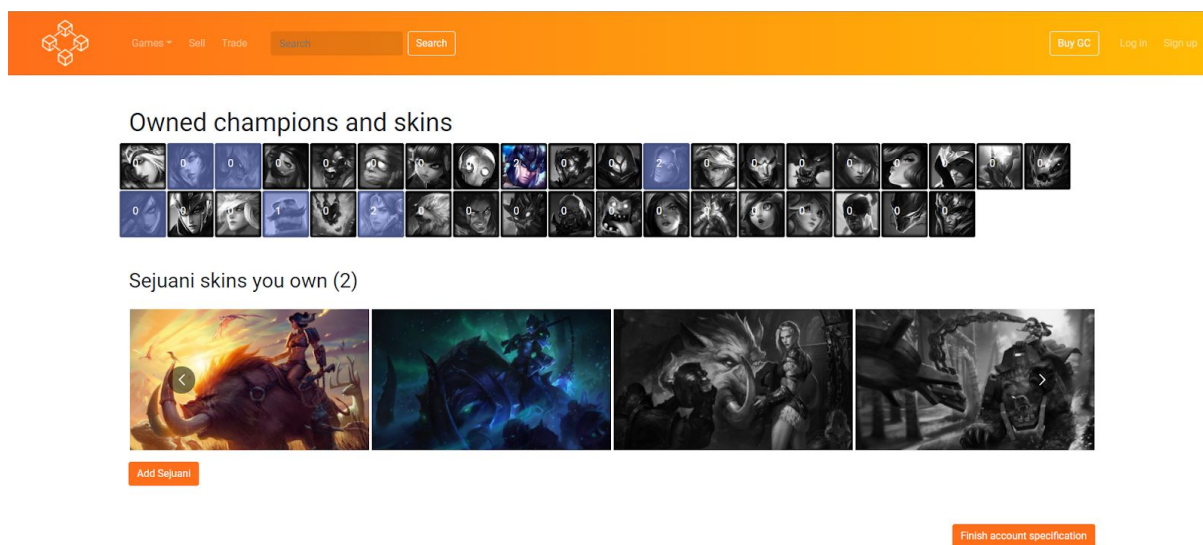 Games Sell Trade Search Search Buy GC Log in Sign up
Owned champions and skins
0 0 0 0 0 0 0 0 2 0 0 2 0 0 0 0 0 0 0 0
0 0 0 1 0 2 0 0 0 0 0 0 0 0 0 0 0 0
Sejuani skins you own (2)
Add Sejuani
Finish account specification